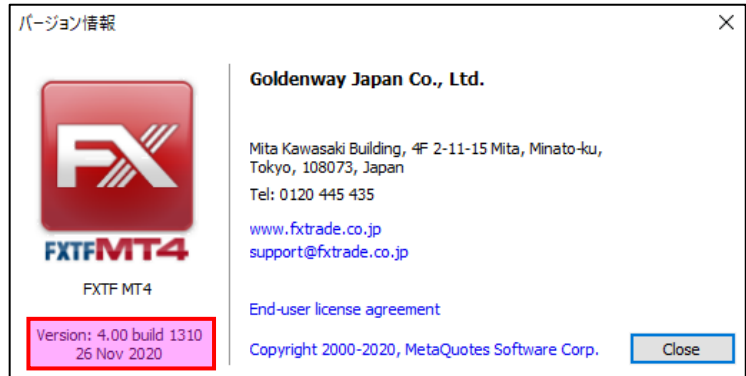 バージョン情報
FX
FXTFMT4
FXTF MT4
Version: 4.00 build 1310
26 Nov 2020
Goldenway Japan Co., Ltd.
Mita Kawasaki Building, 4F 2-11-15 Mita, Minato-ku,
Tokyo, 108073, Japan
Tel: 0120 445 435
www.fxtrade.co.jp
support@fxtrade.co.jp
End-user license agreement
Copyright 2000-2020, MetaQuotes Software Corp.
Close